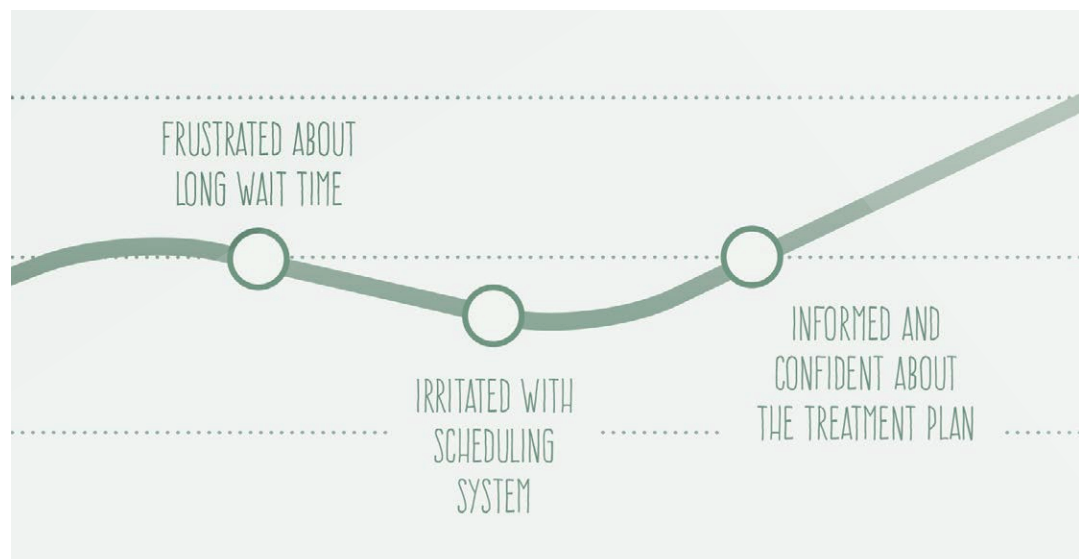 FRUSTRATED ABOUT
LONG WAIT TIME
IRRITATED WITH
SCHEDULING
SYSTEM
INFORMED AND
CONFIDENT ABOUT
THE TREATMENT PLAN